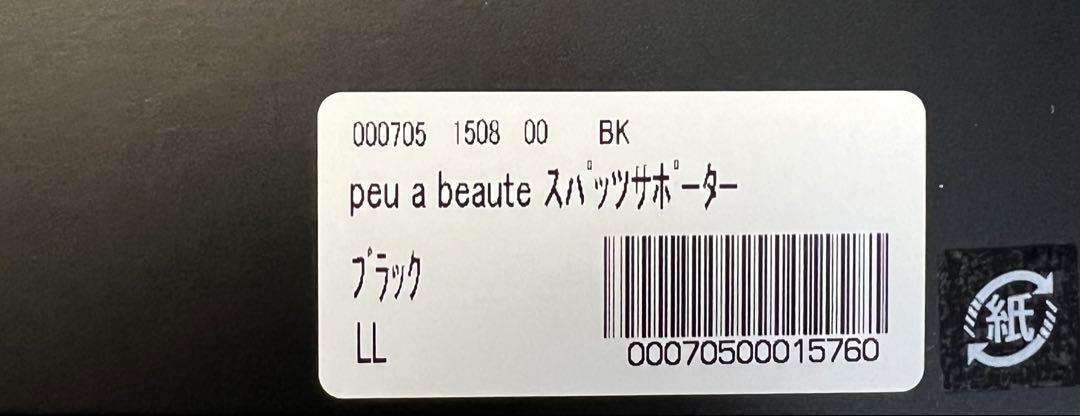 000705 1508 00 BK
peu a beaute ｽﾊﾟｯﾂｻﾎﾟｰﾀｰ
ﾌﾞﾗｯｸ
LL
00070500015760
紙